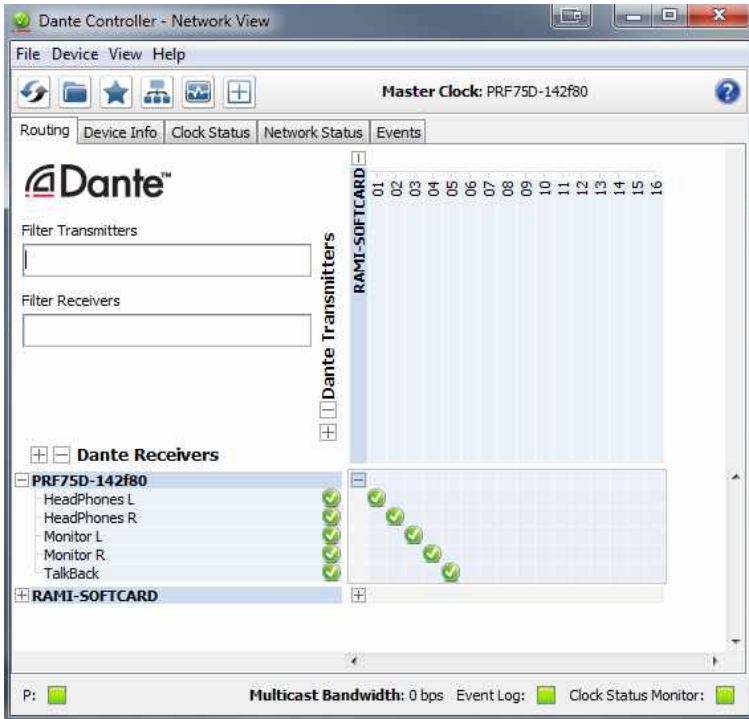 Dante Controller - Network View
File Device View Help
Master Clock: PRF75D-142f80
Routing Device Info Clock Status Network Status Events
Dante™
Filter Transmitters
Filter Receivers
Dante Transmitters
RAMI-SOFTCARD
01 02 03 04 05 06 07 08 09 10 11 12 13 14 15 16
Dante Receivers
PRF75D-142f80
HeadPhones L
HeadPhones R
Monitor L
Monitor R
TalkBack
RAMI-SOFTCARD
P: Multicast Bandwidth: 0 bps Event Log: Clock Status Monitor: